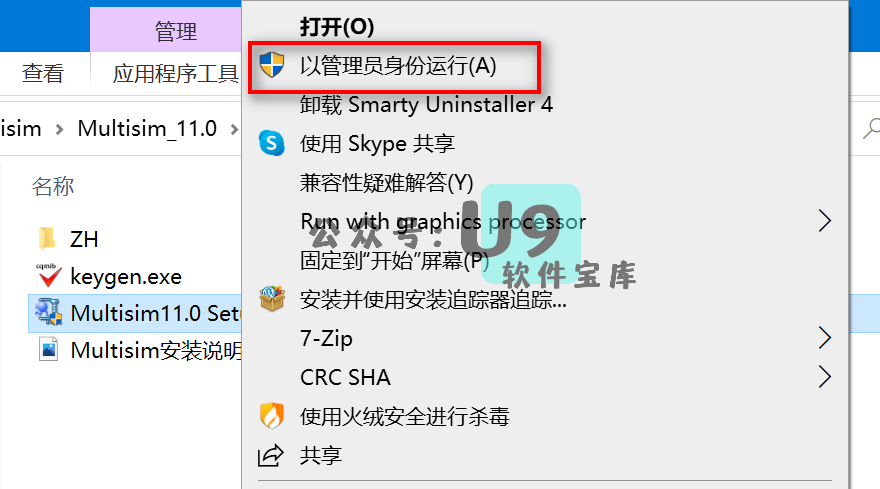 管理
查看
应用程序工具
isim > Multisim_11.0 >
名称
ZH
cqmib
keygen.exe
Multisim11.0 Setu
Multisim安装说明
打开(O)
以管理员身份运行(A)
卸载 Smarty Uninstaller 4
使用 Skype 共享
兼容性疑难解答(Y)
Run with graphics processor
固定到“开始”屏幕(P)
安装并使用安装追踪器追踪...
7-Zip
CRC SHA
使用火绒安全进行杀毒
共享
公众号:U9
软件宝库